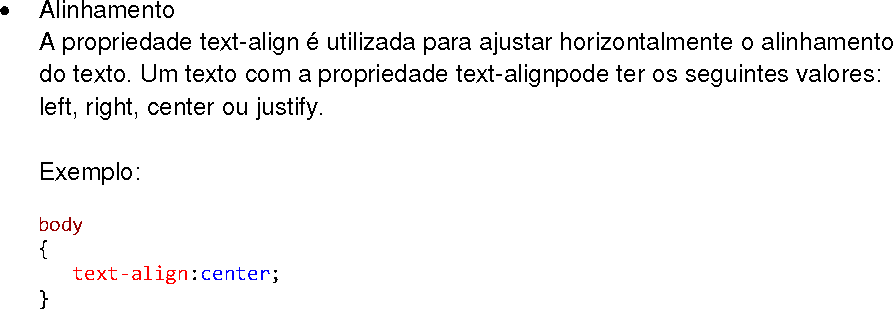 • Alinhamento
A propriedade text-align é utilizada para ajustar horizontalmente o alinhamento
do texto. Um texto com a propriedade text-alignpode ter os seguintes valores:
left, right, center ou justify.
Exemplo:
body
{
text-align:center;
}